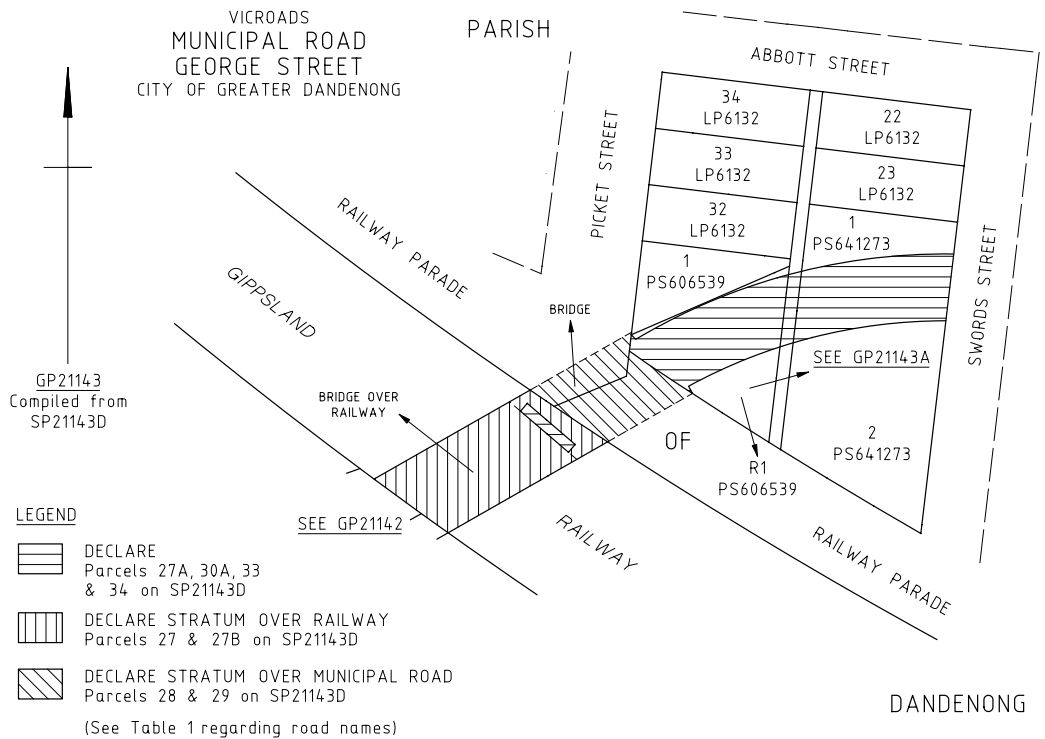 VICROADS
MUNICIPAL ROAD
GEORGE STREET
CITY OF GREATER DANDENONG
PARISH
ABBOTT STREET
34
LP6132
22
LP6132
PICKET STREET
33
LP6132
23
LP6132
32
LP6132
1
PS641273
1
PS606539
SWORDS STREET
RAILWAY PARADE
GIPPSLAND
BRIDGE
SEE GP21143A
GP21143
Compiled from
SP21143D
BRIDGE OVER
RAILWAY
OF
2
PS641273
R1
PS606539
SEE GP21142
RAILWAY
RAILWAY PARADE
LEGEND
DECLARE
Parcels 27A, 30A, 33
& 34 on SP21143D
DECLARE STRATUM OVER RAILWAY
Parcels 27 & 27B on SP21143D
DECLARE STRATUM OVER MUNICIPAL ROAD
Parcels 28 & 29 on SP21143D
(See Table 1 regarding road names)
DANDENONG